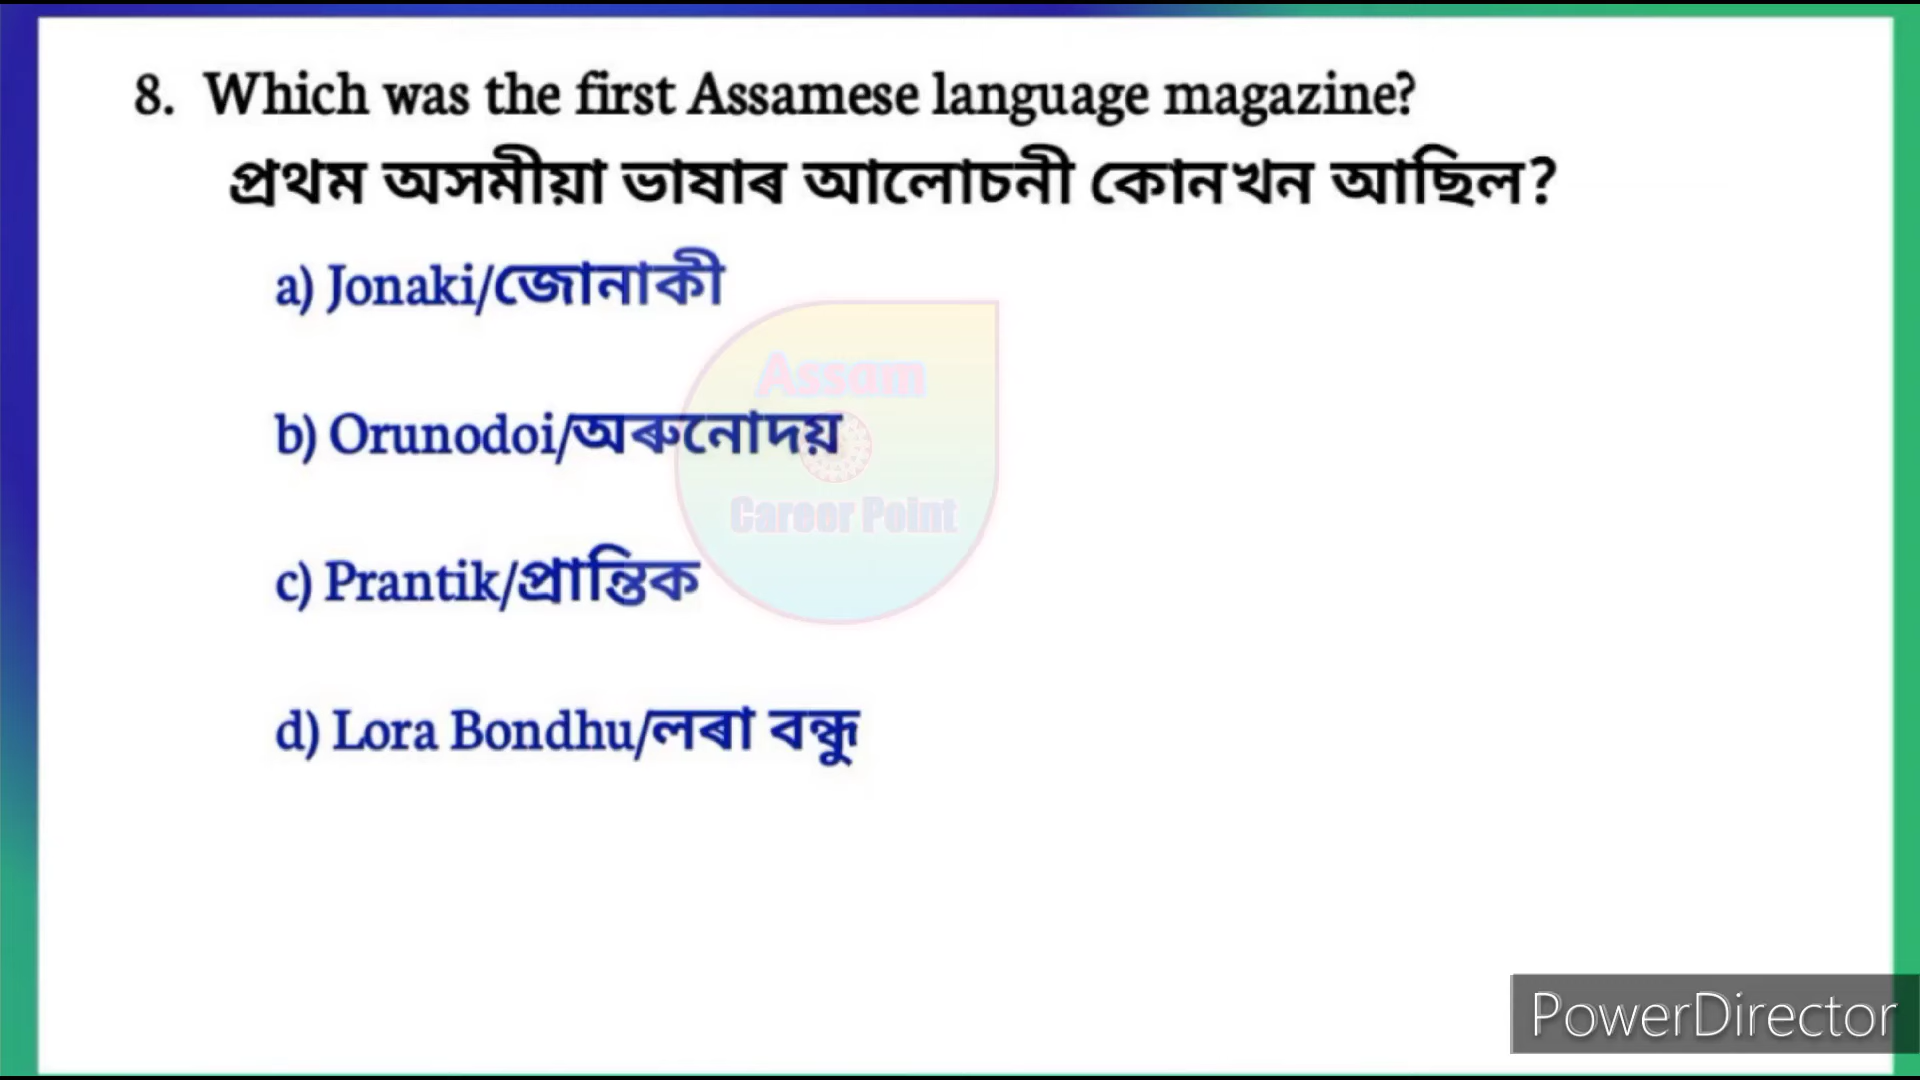 8. Which was the first Assamese language magazine?
প্ৰথম অসমীয়া ভাষাৰ আলোচনী কোনখন আছিল?
a) Jonaki/জোনাকী
Assam
b) Orunodoi/অৰুনোদয়
Career Point
c) Prantik/প্ৰান্তিক
d) Lora Bondhu/লৰা বন্ধু
PowerDirector